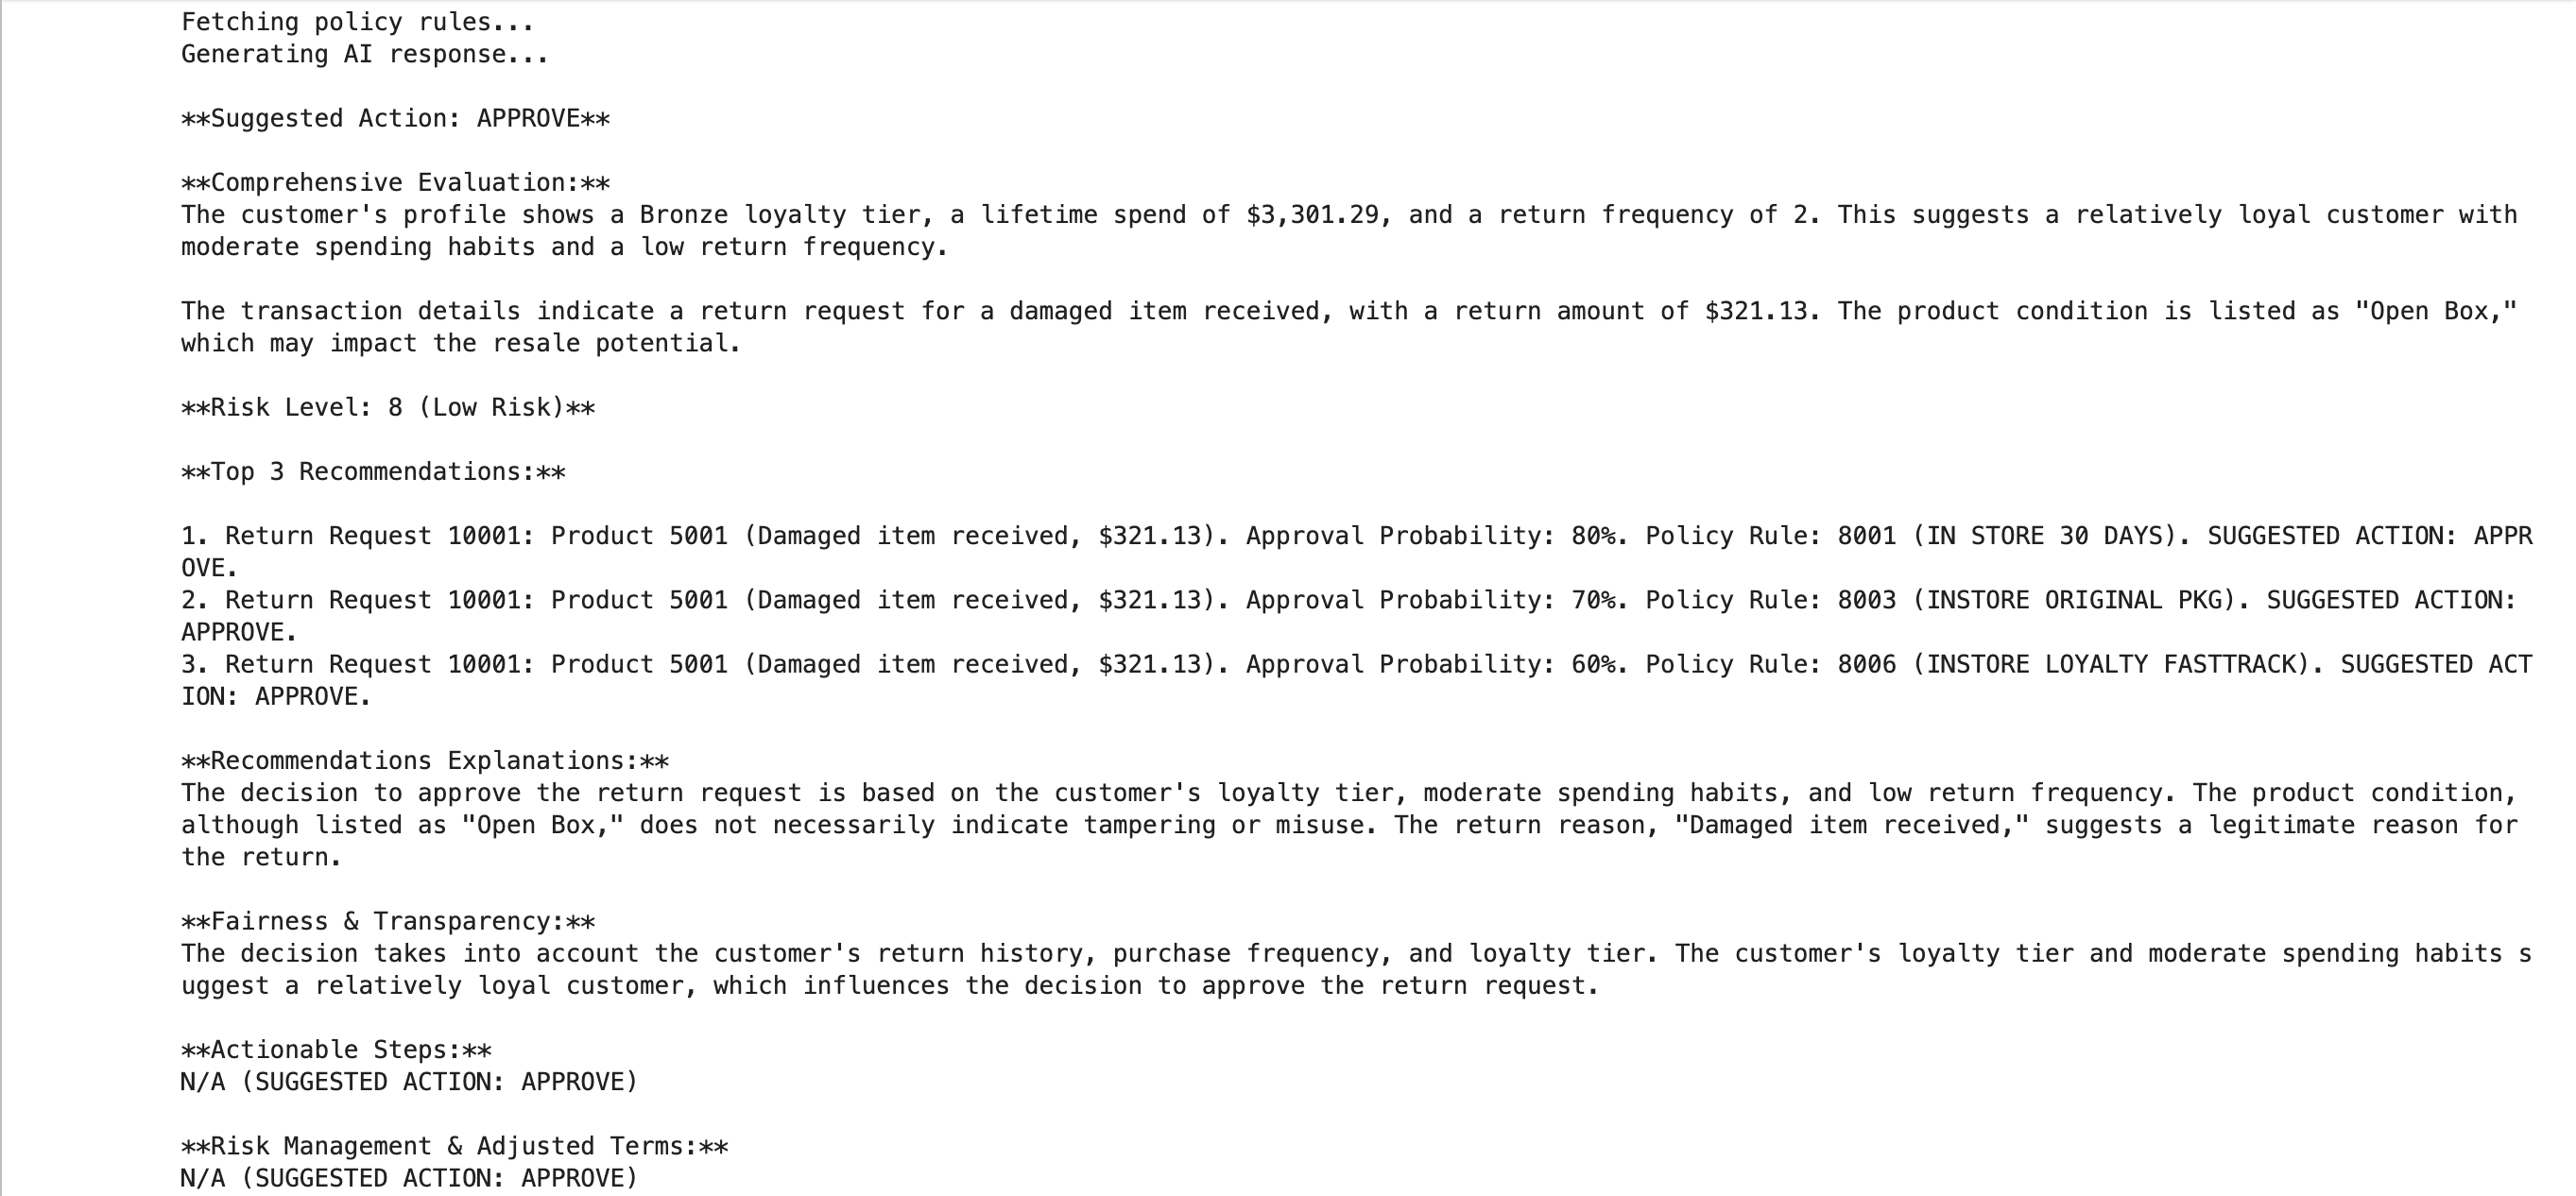 Fetching policy rules...
Generating AI response...
**Suggested Action: APPROVE**
**Comprehensive Evaluation:**
The customer's profile shows a Bronze loyalty tier, a lifetime spend of $3,301.29, and a return frequency of 2. This suggests a relatively loyal customer with
moderate spending habits and a low return frequency.
The transaction details indicate a return request for a damaged item received, with a return amount of $321.13. The product condition is listed as "Open Box,"
which may impact the resale potential.
**Risk Level: 8 (Low Risk)**
**Top 3 Recommendations:**
1. Return Request 10001: Product 5001 (Damaged item received, $321.13). Approval Probability: 80%. Policy Rule: 8001 (IN STORE 30 DAYS). SUGGESTED ACTION: APPR
OVE.
2. Return Request 10001: Product 5001 (Damaged item received, $321.13). Approval Probability: 70%. Policy Rule: 8003 (INSTORE ORIGINAL PKG). SUGGESTED ACTION:
APPROVE.
3. Return Request 10001: Product 5001 (Damaged item received, $321.13). Approval Probability: 60%. Policy Rule: 8006 (INSTORE LOYALTY FASTTRACK). SUGGESTED ACT
ION: APPROVE.
**Recommendations Explanations:**
The decision to approve the return request is based on the customer's loyalty tier, moderate spending habits, and low return frequency. The product condition,
although listed as "Open Box," does not necessarily indicate tampering or misuse. The return reason, "Damaged item received," suggests a legitimate reason for
the return.
**Fairness & Transparency:**
The decision takes into account the customer's return history, purchase frequency, and loyalty tier. The customer's loyalty tier and moderate spending habits s
uggest a relatively loyal customer, which influences the decision to approve the return request.
**Actionable Steps:**
N/A (SUGGESTED ACTION: APPROVE)
**Risk Management & Adjusted Terms:**
N/A (SUGGESTED ACTION: APPROVE)